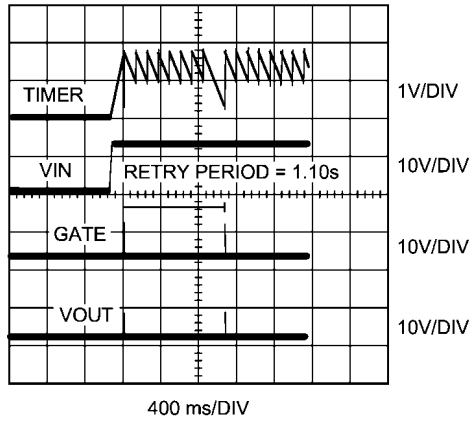 TIMER
1V/DIV
VIN
10V/DIV
RETRY PERIOD = 1.10s
GATE
10V/DIV
VOUT
10V/DIV
400 ms/DIV